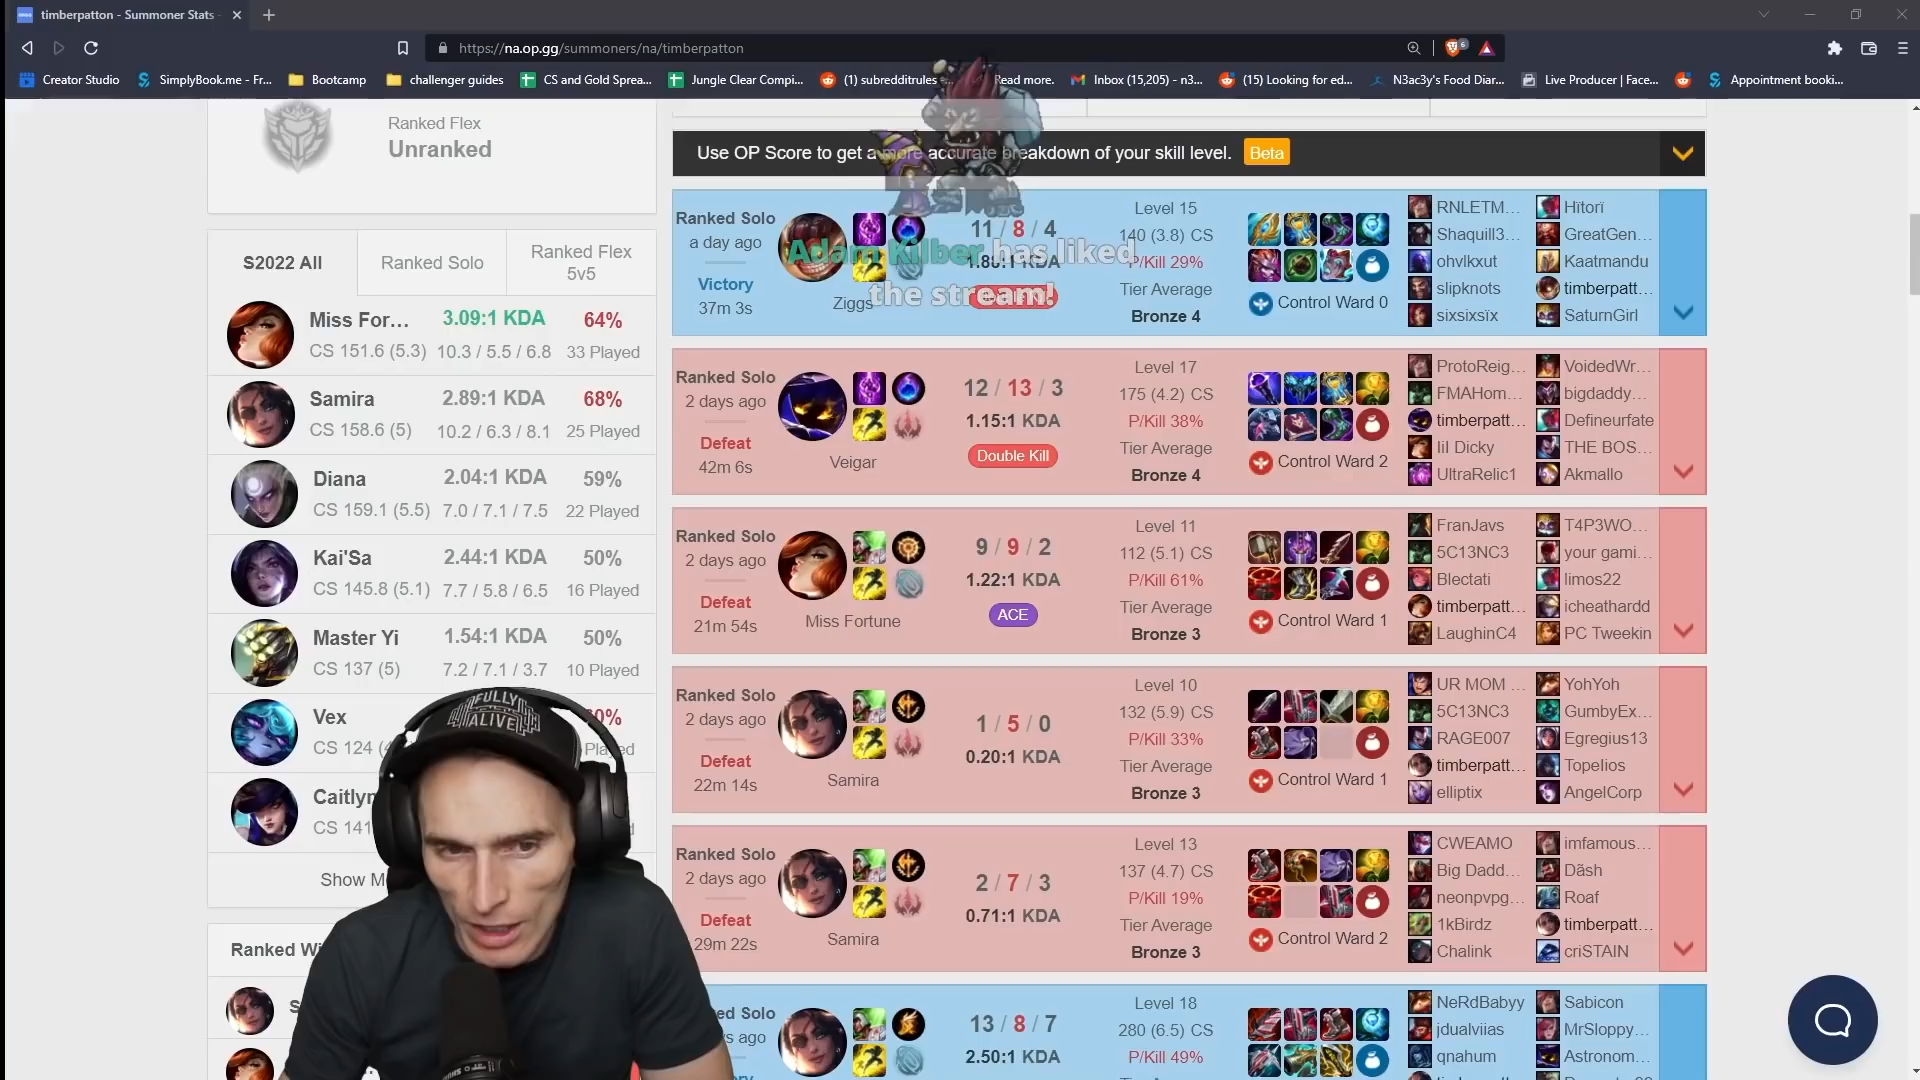 timberpatton - Summoner Stats
https://na.op.gg/summoners/na/timberpatton
6
Creator Studio
SimplyBook.me - Fr...
Bootcamp
challenger guides
CS and Gold Sprea...
Jungle Clear Compi...
(1) subredditrules
Read more.
Inbox (15,205) - n3...
(15) Looking for ed...
N3ac3y's Food Diar...
Live Producer | Face...
Appointment booki...
Ranked Flex
Unranked
S2022 All
Ranked Solo
Ranked Flex
5v5
Miss For...
3.09:1 KDA
64%
CS 151.6 (5.3)
10.3 / 5.5 / 6.8
33 Played
Samira
2.89:1 KDA
68%
CS 158.6 (5)
10.2 / 6.3 / 8.1
25 Played
Diana
2.04:1 KDA
59%
CS 159.1 (5.5)
7.0 / 7.1 / 7.5
22 Played
Kai'Sa
2.44:1 KDA
50%
CS 145.8 (5.1)
7.7 / 5.8 / 6.5
16 Played
Master Yi
1.54:1 KDA
50%
CS 137 (5)
7.2 / 7.1 / 3.7
10 Played
Vex
CS 124
Played
Caitlyn
CS 141
Show
Ranked
FULLY
ALIVE
Use OP Score to get a more accurate breakdown of your skill level.
Beta
Adam Kilber has liked
the stream!
Ranked Solo
a day ago
Victory
37m 3s
Ziggs
11 / 8 / 4
KDA
Level 15
140 (3.8) CS
P/Kill 29%
Tier Average
Bronze 4
Control Ward 0
RNLETM...
Shaquill3...
ohvlkxut
slipknots
sixsixsïx
Hïtorï
GreatGen...
Kaatmandu
timberpatt...
SaturnGirl
Ranked Solo
2 days ago
Defeat
42m 6s
Veigar
12 / 13 / 3
1.15:1 KDA
Double Kill
Level 17
175 (4.2) CS
P/Kill 38%
Tier Average
Bronze 4
Control Ward 2
ProtoReig...
FMAHom...
timberpatt...
Dicky
UltraRelic1
VoidedWr...
bigdaddy...
Defineurfate
THE BOS...
Akmallo
Ranked Solo
2 days ago
Defeat
21m 54s
Miss Fortune
9 / 9 / 2
1.22:1 KDA
ACE
Level 11
112 (5.1) CS
P/Kill 61%
Tier Average
Bronze 3
Control Ward 1
FranJavs
5C13NC3
Blectati
timberpatt...
LaughinC4
T4P3WO...
your gami...
limos22
icheathardd
PC Tweekin
Ranked Solo
2 days ago
Defeat
22m 14s
Samira
1 / 5 / 0
0.20:1 KDA
Level 10
132 (5.9) CS
P/Kill 33%
Tier Average
Bronze 3
Control Ward 1
UR MOM ...
5C13NC3
RAGE007
timberpatt...
elliptix
YohYoh
GumbyEx...
Egregius13
Topelios
AngelCorp
Ranked Solo
2 days ago
Defeat
29m 22s
Samira
2 / 7 / 3
0.71:1 KDA
Level 13
137 (4.7) CS
P/Kill 19%
Tier Average
Bronze 3
Control Ward 2
CWEAMO
Big Dadd...
neonpvpg...
1kBirdz
Chalink
imfamous...
Dãsh
Roaf
timberpatt...
criSTAIN
Solo
ago
13 / 8 / 7
2.50:1 KDA
Level 18
280 (6.5) CS
P/Kill 49%
NeRdBabyy
jdualviias
qnahum
Sabicon
MrSloppy...
Astronom...